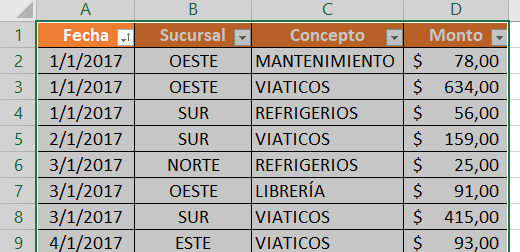 A B C D
1 Fecha Sucursal Concepto Monto
2 1/1/2017 OESTE MANTENIMIENTO $ 78,00
3 1/1/2017 OESTE VIATICOS $ 634,00
4 1/1/2017 SUR REFRIGERIOS $ 56,00
5 2/1/2017 SUR VIATICOS $ 159,00
6 3/1/2017 NORTE REFRIGERIOS $ 25,00
7 3/1/2017 OESTE LIBRERÍA $ 91,00
8 3/1/2017 SUR VIATICOS $ 415,00
9 4/1/2017 ESTE VIATICOS $ 93,00